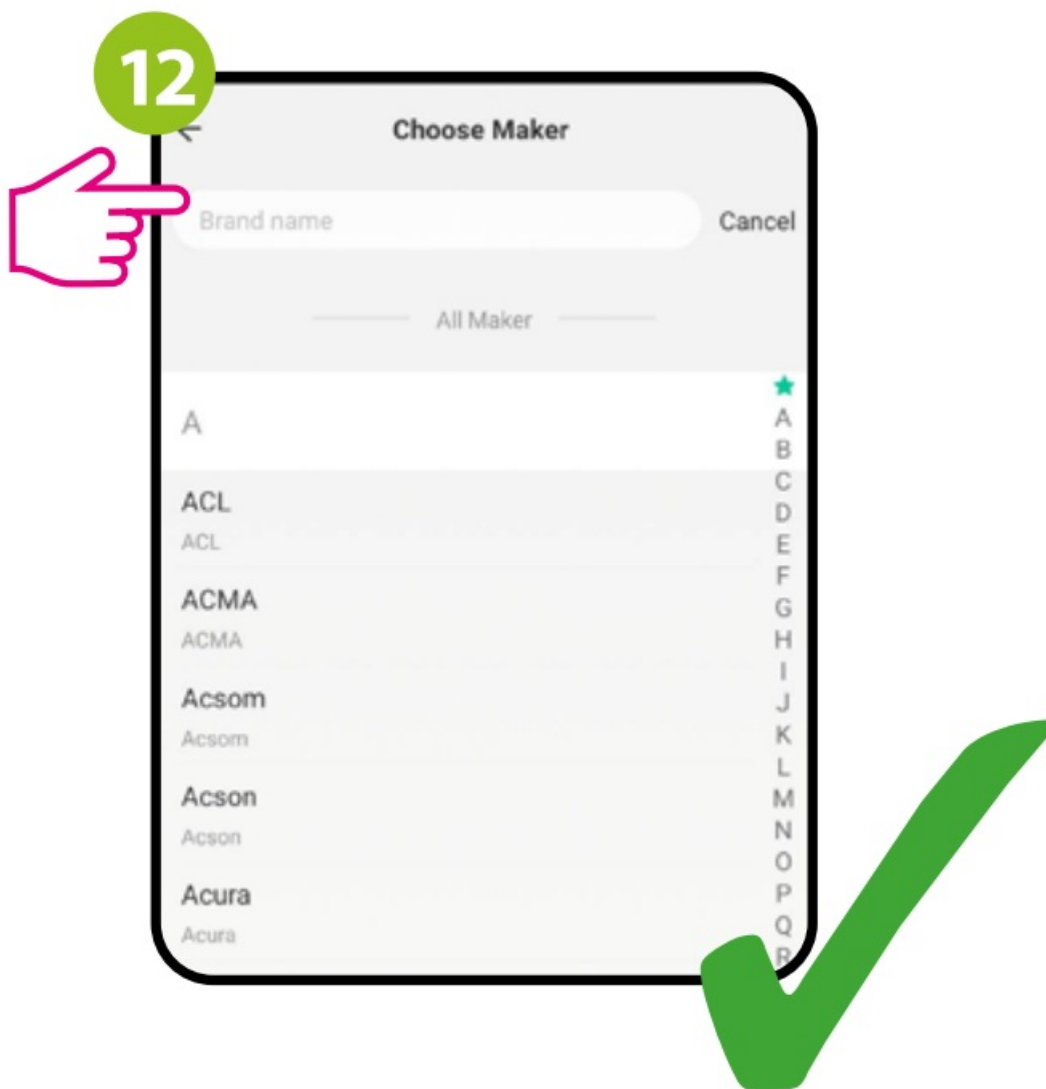 12
Choose Maker
Brand name
Cancel
All Maker
A
ACL
ACL
ACMA
ACMA
Acsom
Acsom
Acson
Acson
Acura
Acura
A
B
C
D
E
F
G
H
I
J
K
L
M
N
O
P
Q
R